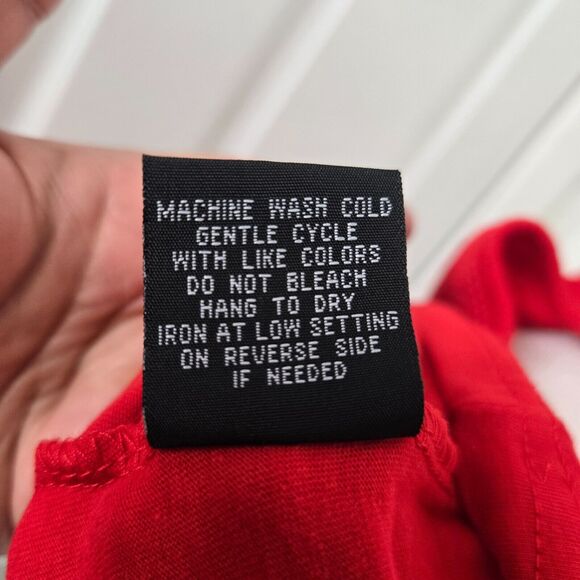 MACHINE WASH COLD
GENTLE CYCLE
WITH LIKE COLORS
DO NOT BLEACH
HANG TO DRY
IRON AT LOW SETTING
ON REVERSE SIDE
IF NEEDED